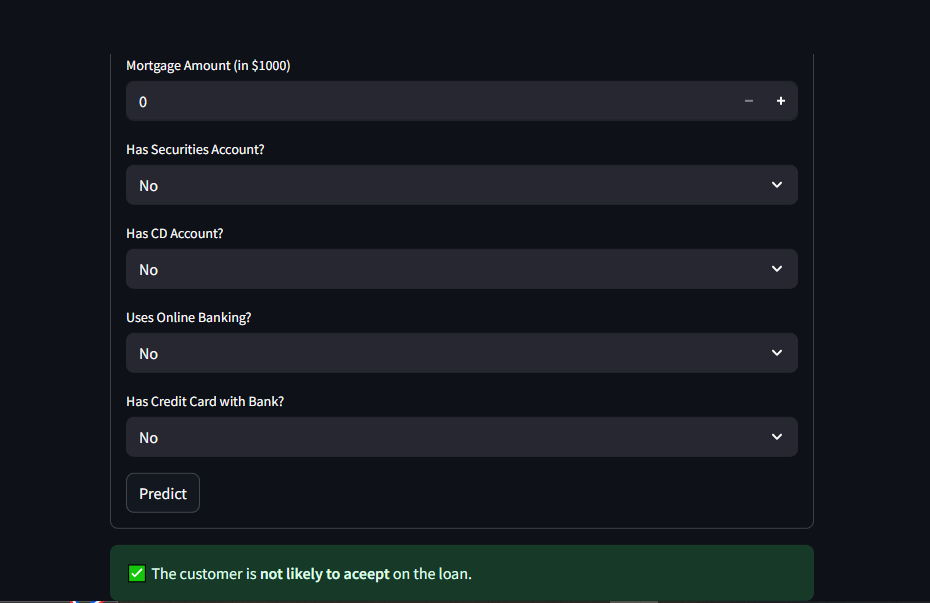 Mortgage Amount (in $1000)
0
Has Securities Account?
No
Has CD Account?
No
Uses Online Banking?
No
Has Credit Card with Bank?
No
Predict
The customer is not likely to aceept on the loan.